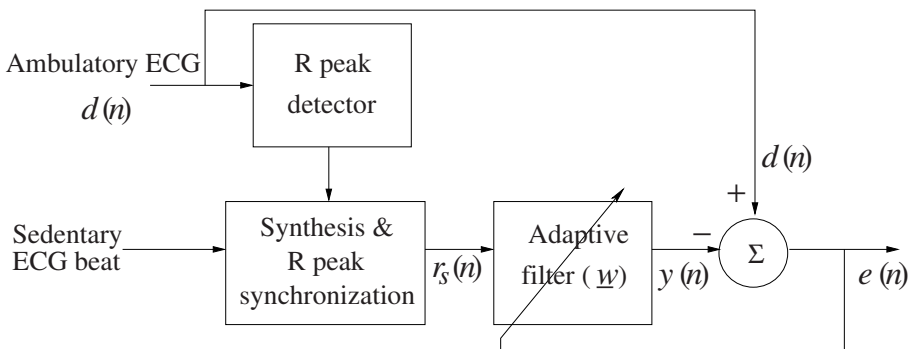 Ambulatory ECG
d(n)
R peak
detector
d(n)
+
Sedentary
ECG beat
Synthesis &
R peak
synchronization
r_s(n)
Adaptive
filter ( w)
−
y(n)
Σ
e(n)